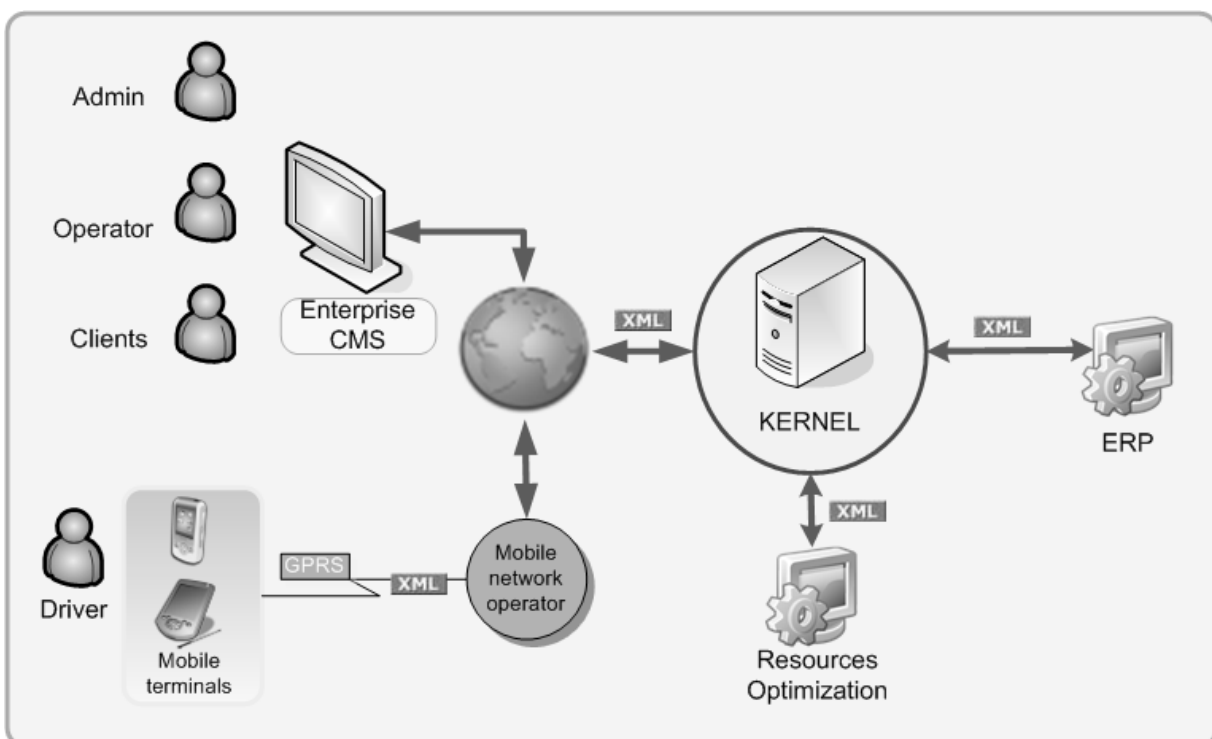 Admin
Operator
Clients
Enterprise
CMS
XML
KERNEL
XML
ERP
XML
Resources
Optimization
Driver
Mobile
terminals
GPRS
XML
Mobile
network
operator